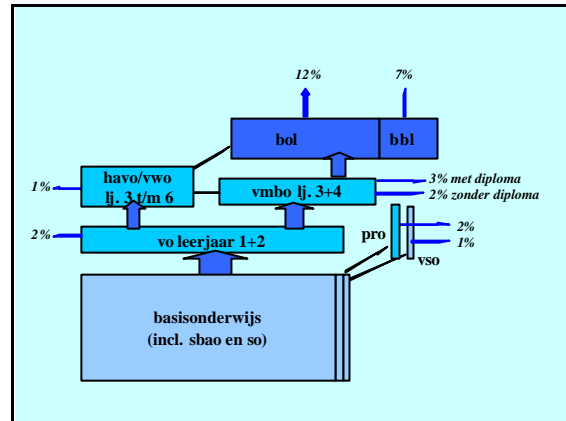 12%
7%
bol
bbl
havo/vwo
lj. 3 t/m 6
1%
vmbo lj. 3+4
3% met diploma
2% zonder diploma
2%
vo leerjaar 1+2
pro
2%
1%
vso
basisonderwijs
(incl. sbao en so)